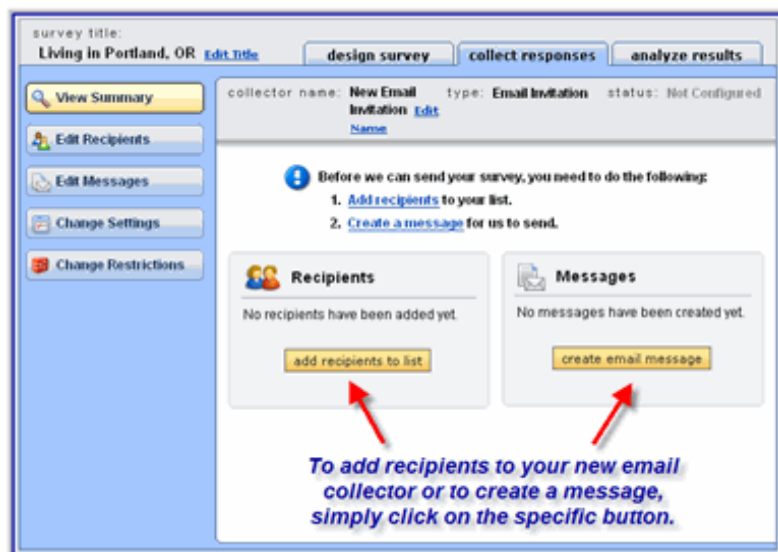 survey title:
Living in Portland, OR Edit Title
design survey
collect responses
analyze results
View Summary
Edit Recipients
Edit Messages
Change Settings
Change Restrictions
collector name: New Email
Invitation Edit
Name
type: Email Invitation
status: Not Configured
Before we can send your survey, you need to do the following:
1. Add recipients to your list.
2. Create a message for us to send.
Recipients
No recipients have been added yet.
add recipients to list
Messages
No messages have been created yet.
create email message
To add recipients to your new email
collector or to create a message,
simply click on the specific button.